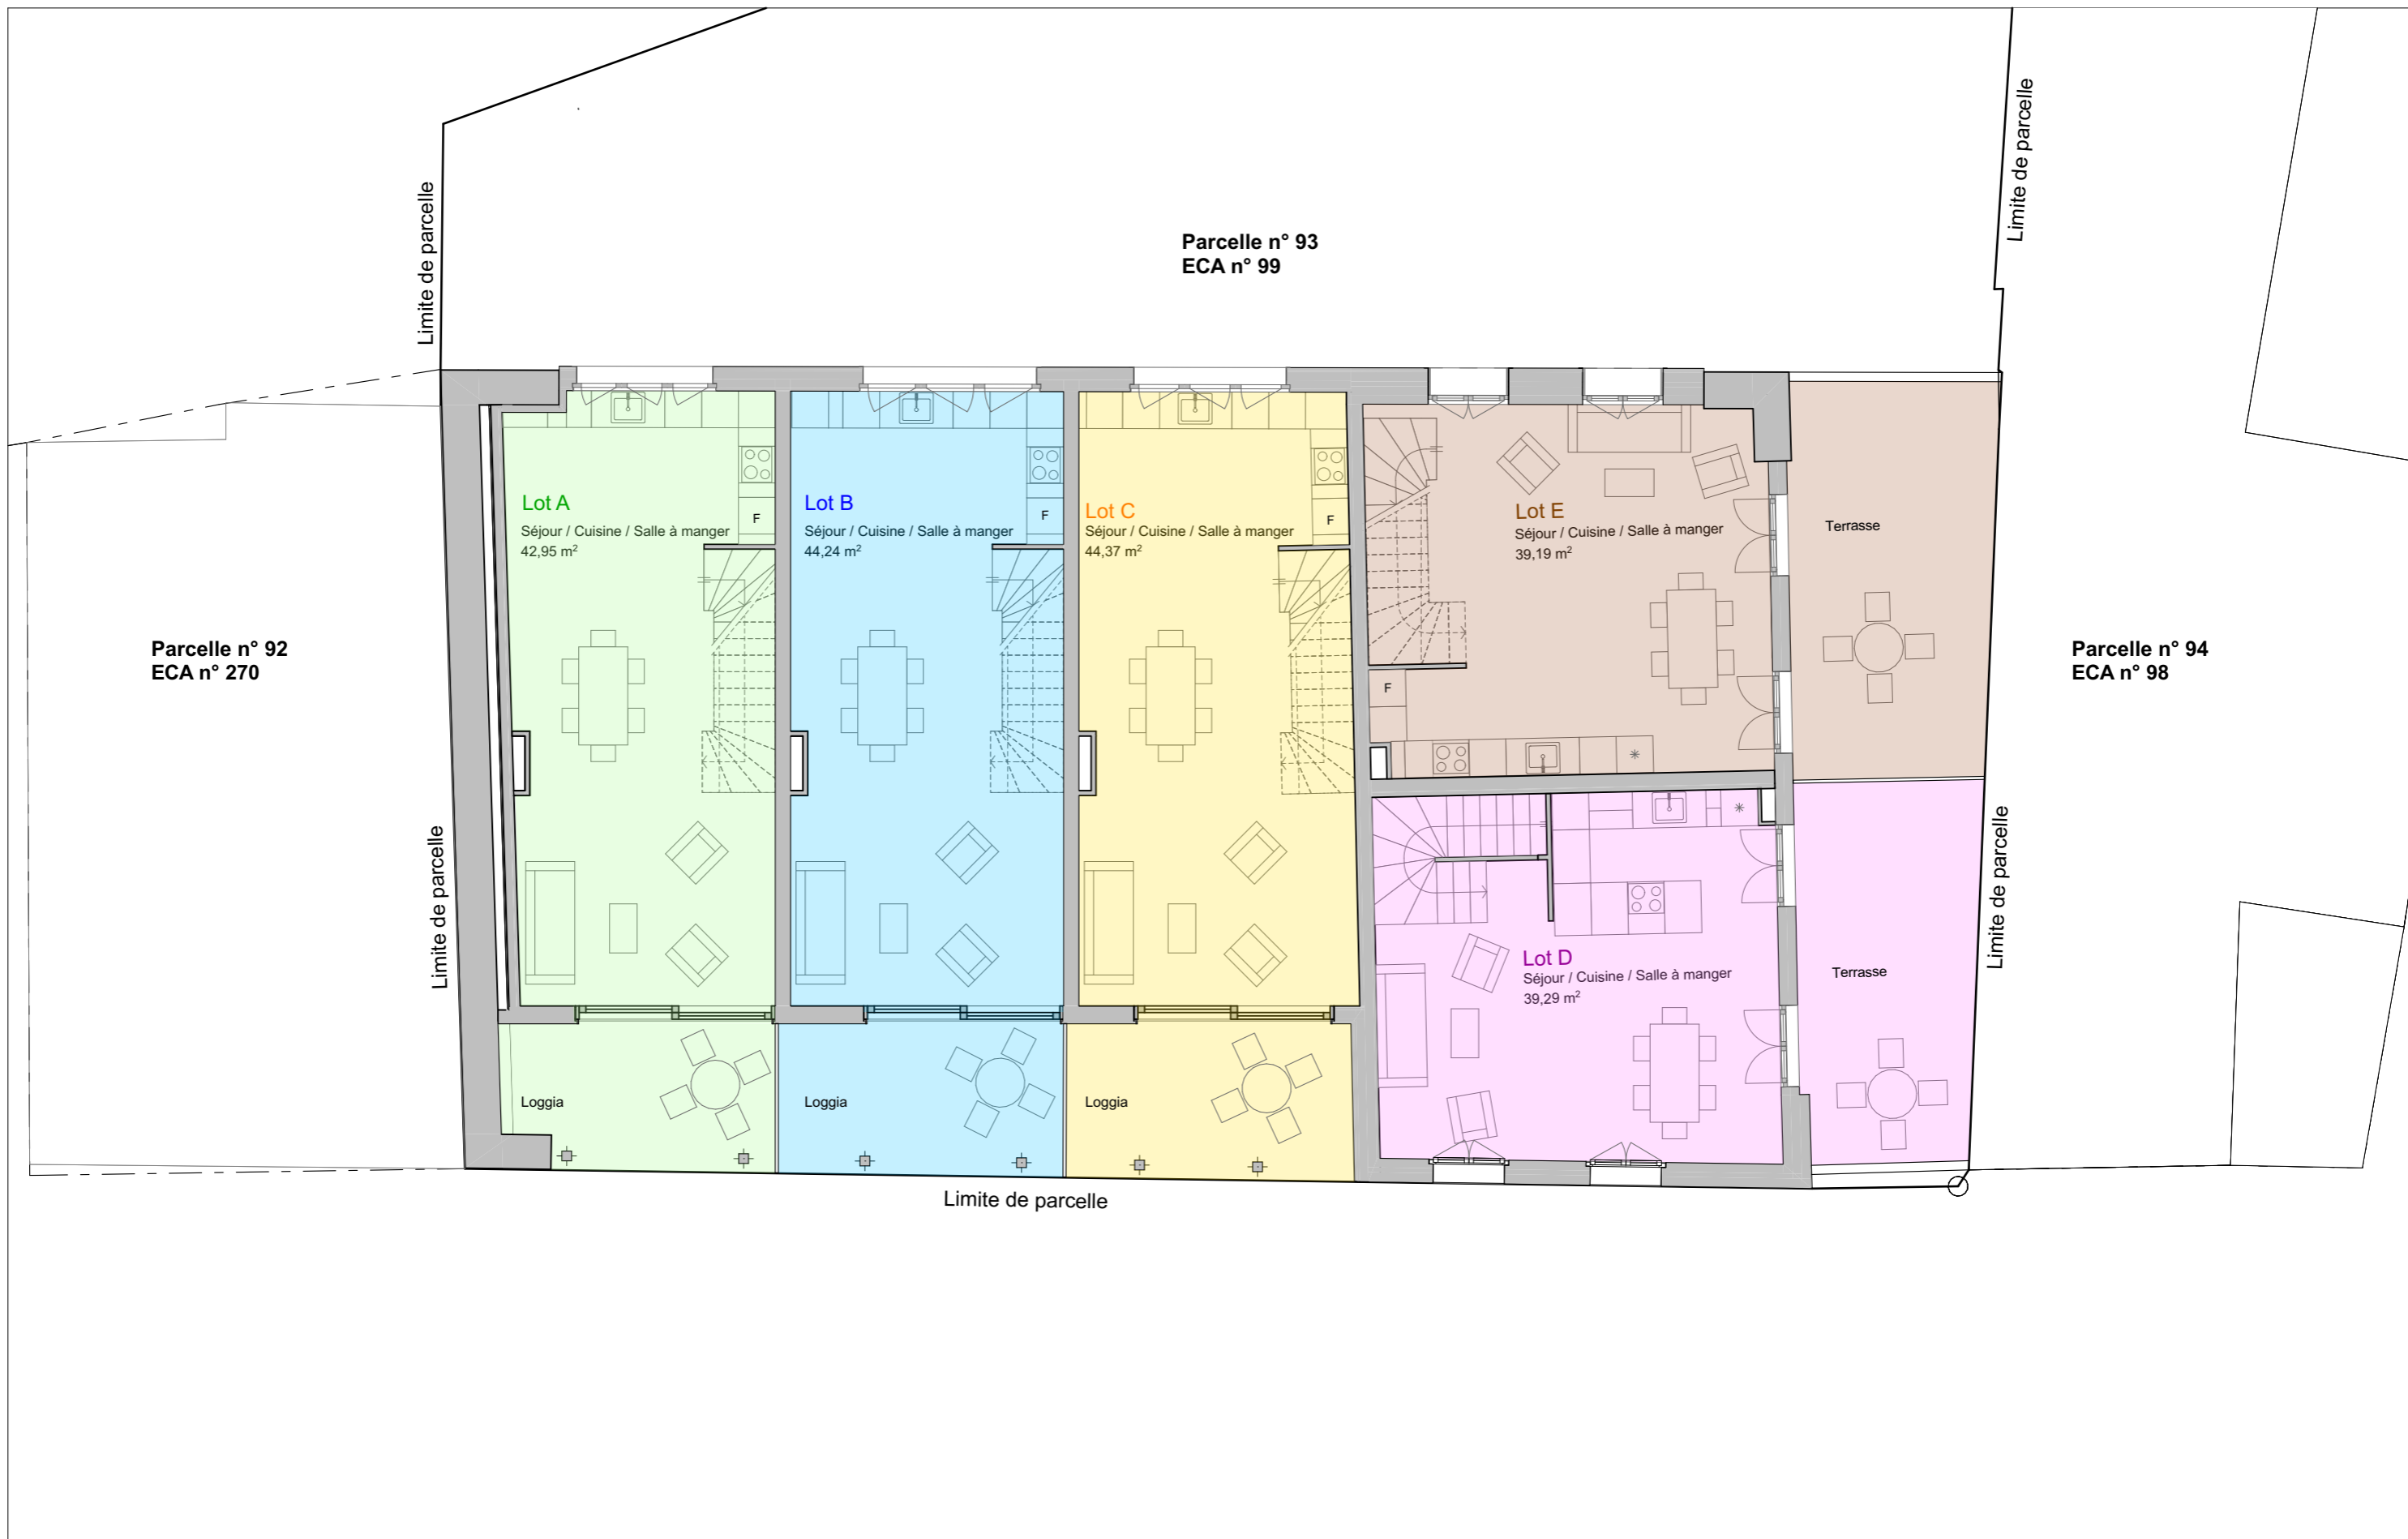 Limite de parcelle
Limite de parcelle
Parcelle n° 93
ECA n° 99
Lot A
Séjour / Cuisine / Salle à manger
42,95 m²
F
Lot B
Séjour / Cuisine / Salle à manger
44,24 m²
F
Lot C
Séjour / Cuisine / Salle à manger
44,37 m²
F
Lot E
Séjour / Cuisine / Salle à manger
39,19 m²
F
Terrasse
Parcelle n° 92
ECA n° 270
Parcelle n° 94
ECA n° 98
Limite de parcelle
Limite de parcelle
Lot D
Séjour / Cuisine / Salle à manger
39,29 m²
Terrasse
Loggia
Loggia
Loggia
Limite de parcelle